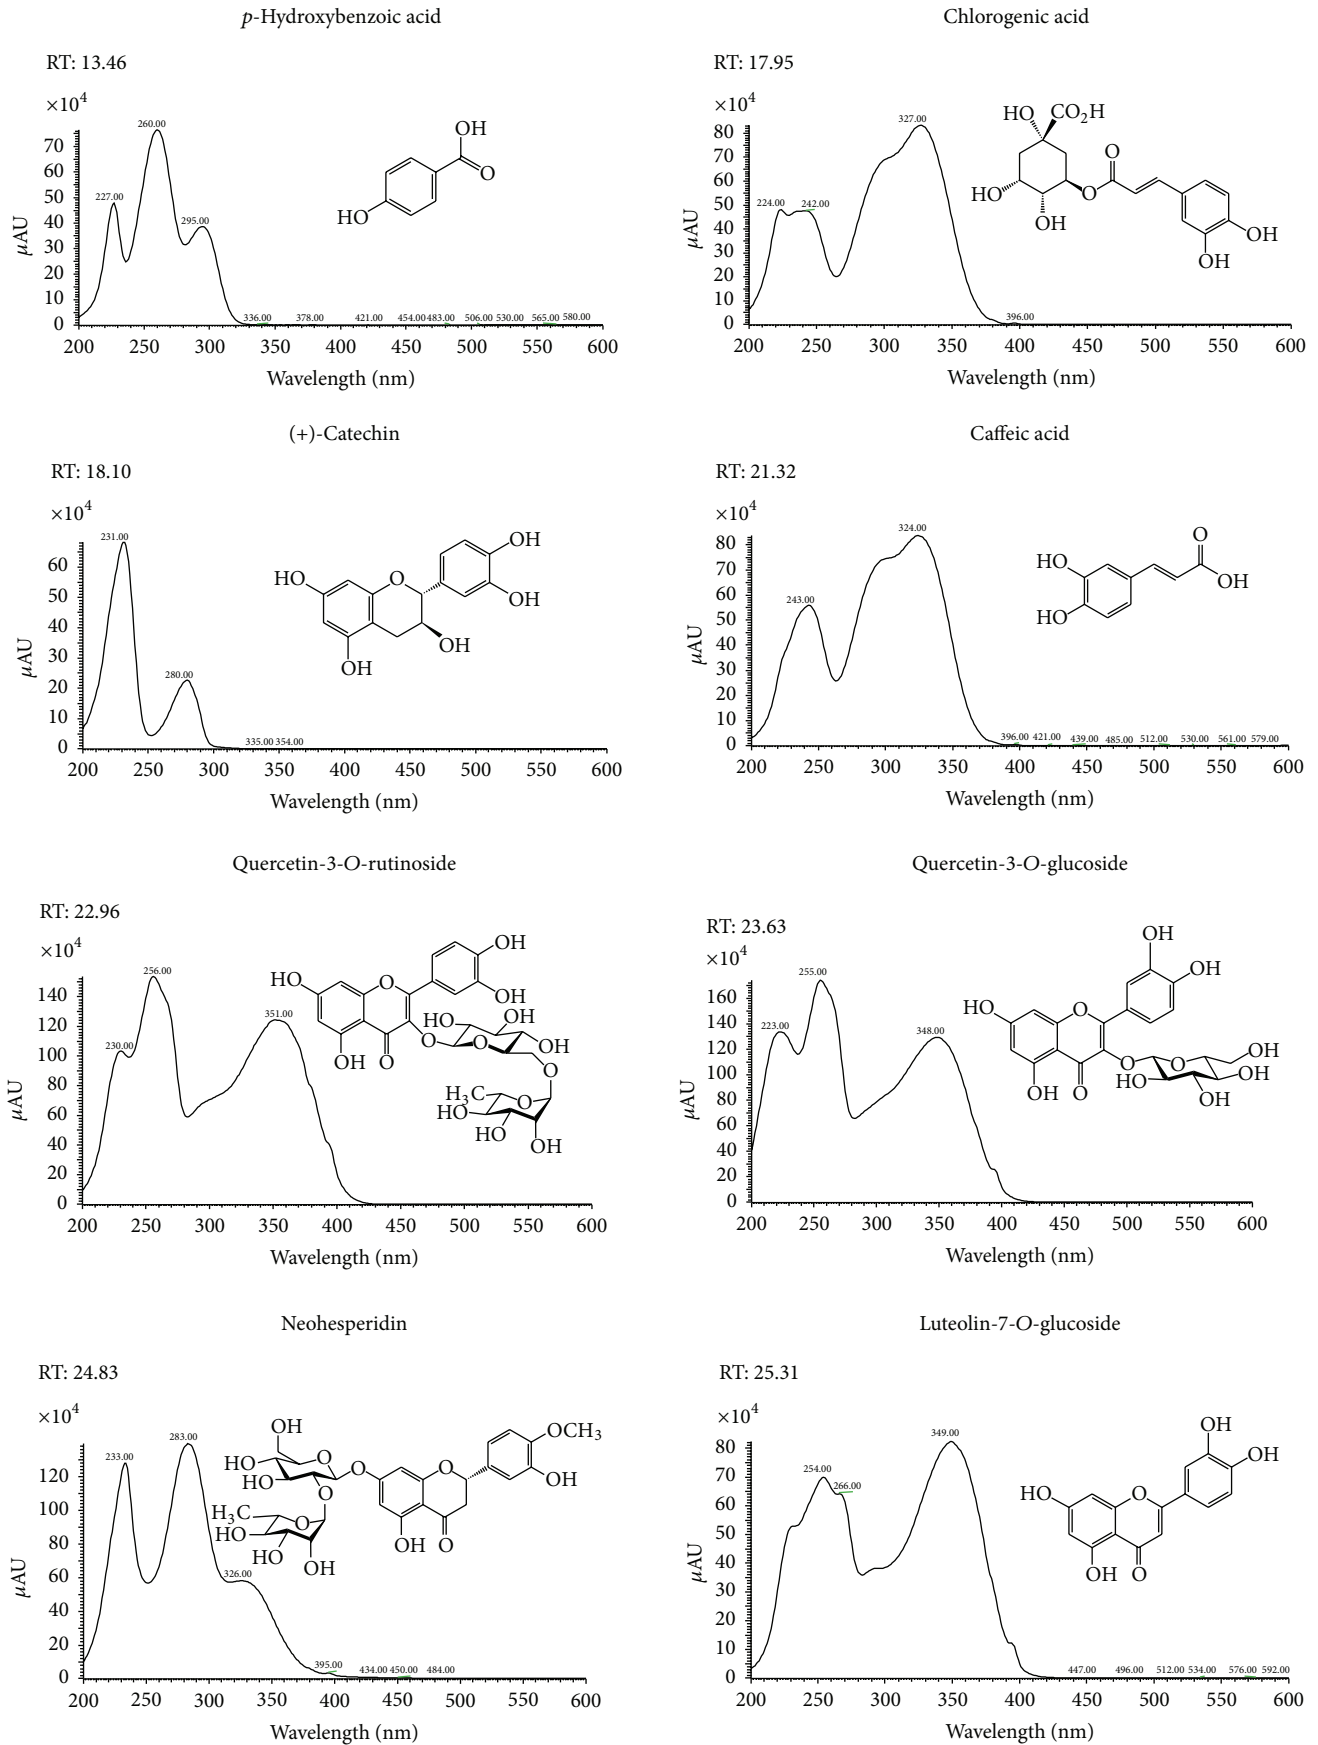 p-Hydroxybenzoic acid
RT: 13.46
×10⁴
260.00
227.00
295.00
70
60
50
40
30
20
10
0
μAU
336.00 378.00 421.00 454.00 483.00 506.00 530.00 565.00 580.00
200 250 300 350 400 450 500 550 600
Wavelength (nm)
OH
O
HO
Chlorogenic acid
RT: 17.95
×10⁴
327.00
224.00 242.00
80
70
60
50
40
30
20
10
0
μAU
396.00
200 250 300 350 400 450 500 550 600
Wavelength (nm)
HO CO₂H
O
HO O
OH
OH
OH
(+)-Catechin
RT: 18.10
×10⁴
231.00
280.00
60
50
40
30
20
10
0
μAU
335.00 354.00
200 250 300 350 400 450 500 550 600
Wavelength (nm)
OH
HO O
OH
OH
OH
Caffeic acid
RT: 21.32
×10⁴
324.00
243.00
80
70
60
50
40
30
20
10
0
μAU
396.00 421.00 439.00 485.00 512.00 530.00 561.00 579.00
200 250 300 350 400 450 500 550 600
Wavelength (nm)
O
HO
OH
HO
Quercetin-3-O-rutinoside
RT: 22.96
×10⁴
256.00
351.00
230.00
140
120
100
80
60
40
20
0
μAU
200 250 300 350 400 450 500 550 600
Wavelength (nm)
OH
HO O
OH
HO OH
O O OH
OH O
O
H₃C O
HO
HO
OH
Quercetin-3-O-glucoside
RT: 23.63
×10⁴
255.00
223.00
348.00
160
140
120
100
80
60
40
20
0
μAU
200 250 300 350 400 450 500 550 600
Wavelength (nm)
OH
OH
HO O
O O OH
HO OH
OH O OH
Neohesperidin
RT: 24.83
×10⁴
283.00
233.00
326.00
120
100
80
60
40
20
0
μAU
395.00 434.00 450.00 484.00
200 250 300 350 400 450 500 550 600
Wavelength (nm)
OH
OCH₃
HO O O O
HO OH
O
H₃C O
HO
OH O
HO
OH
Luteolin-7-O-glucoside
RT: 25.31
×10⁴
349.00
254.00
266.00
80
70
60
50
40
30
20
10
0
μAU
447.00 496.00 512.00 534.00 576.00 592.00
200 250 300 350 400 450 500 550 600
Wavelength (nm)
OH
OH
HO O
OH O